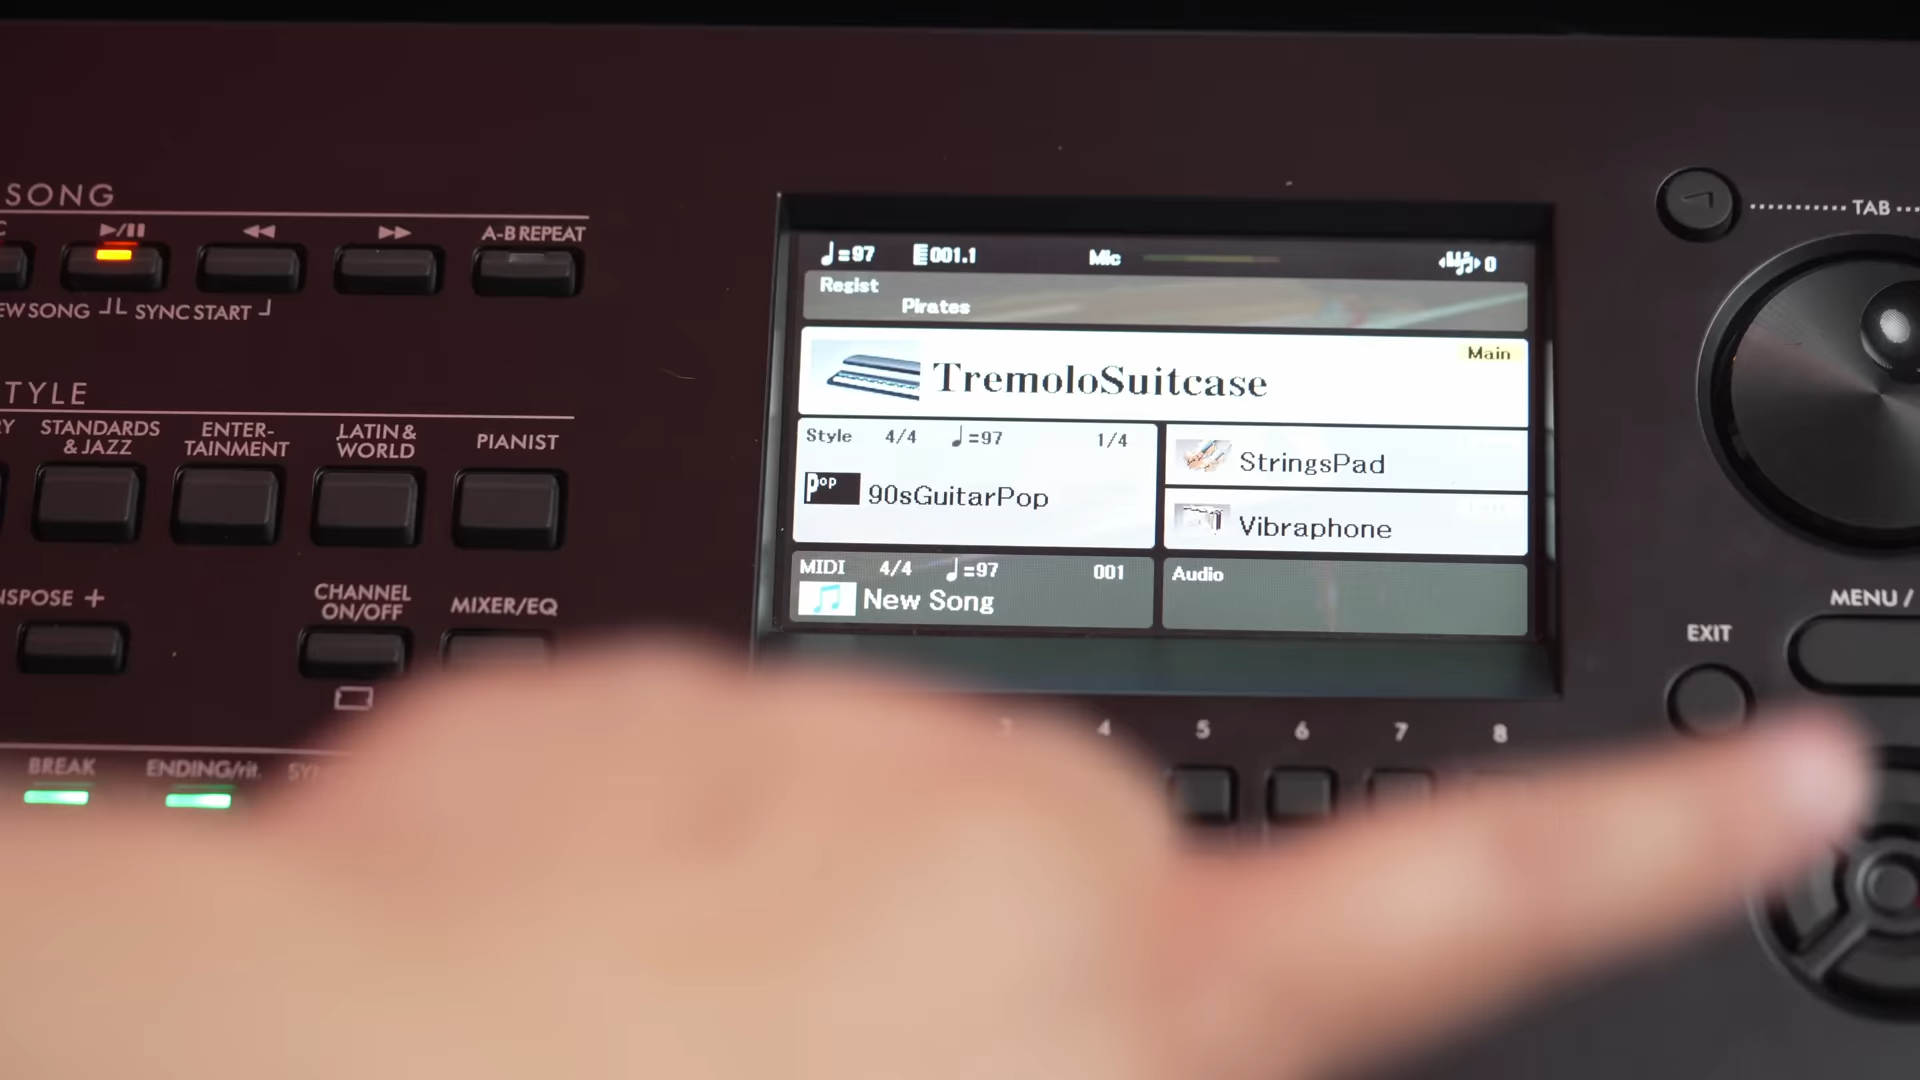 SONG
A-B REPEAT
SYNC START
STANDARDS
& JAZZ
ENTER-
TAINMENT
LATIN &
WORLD
PIANIST
CHANNEL
ON/OFF
MIXER/EQ
BREAK
ENDING/rit.
=97 001.1 Mic 0
Regist
Pirates
Main
TremoloSuitcase
Style 4/4 =97 1/4
Pop 90sGuitarPop
StringsPad
Vibraphone
MIDI 4/4 =97 001
New Song
Audio
4 5 6 7 8
TAB
MENU /
EXIT